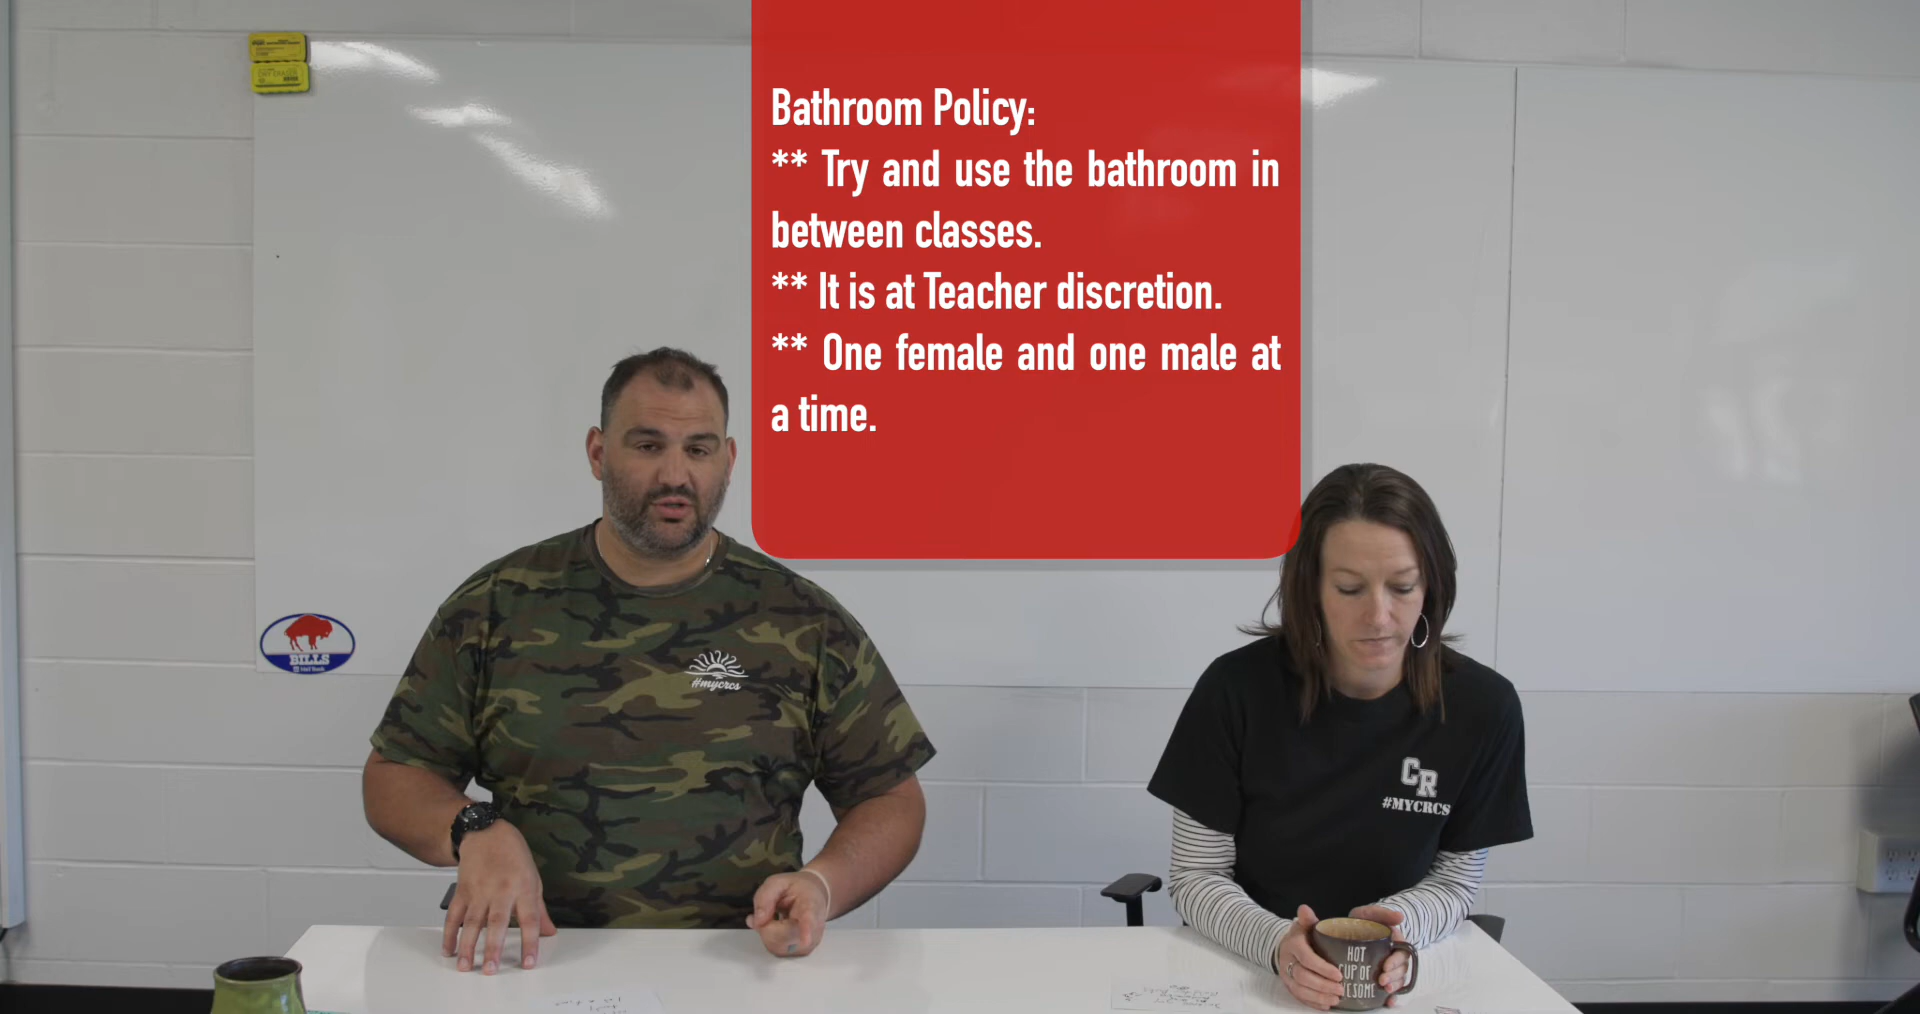 Bathroom Policy:
** Try and use the bathroom in
between classes.
** It is at Teacher discretion.
** One female and one male at
a time.
BILLS
#mycrcs
CR
#MYCRCS
HOT
CUP OF